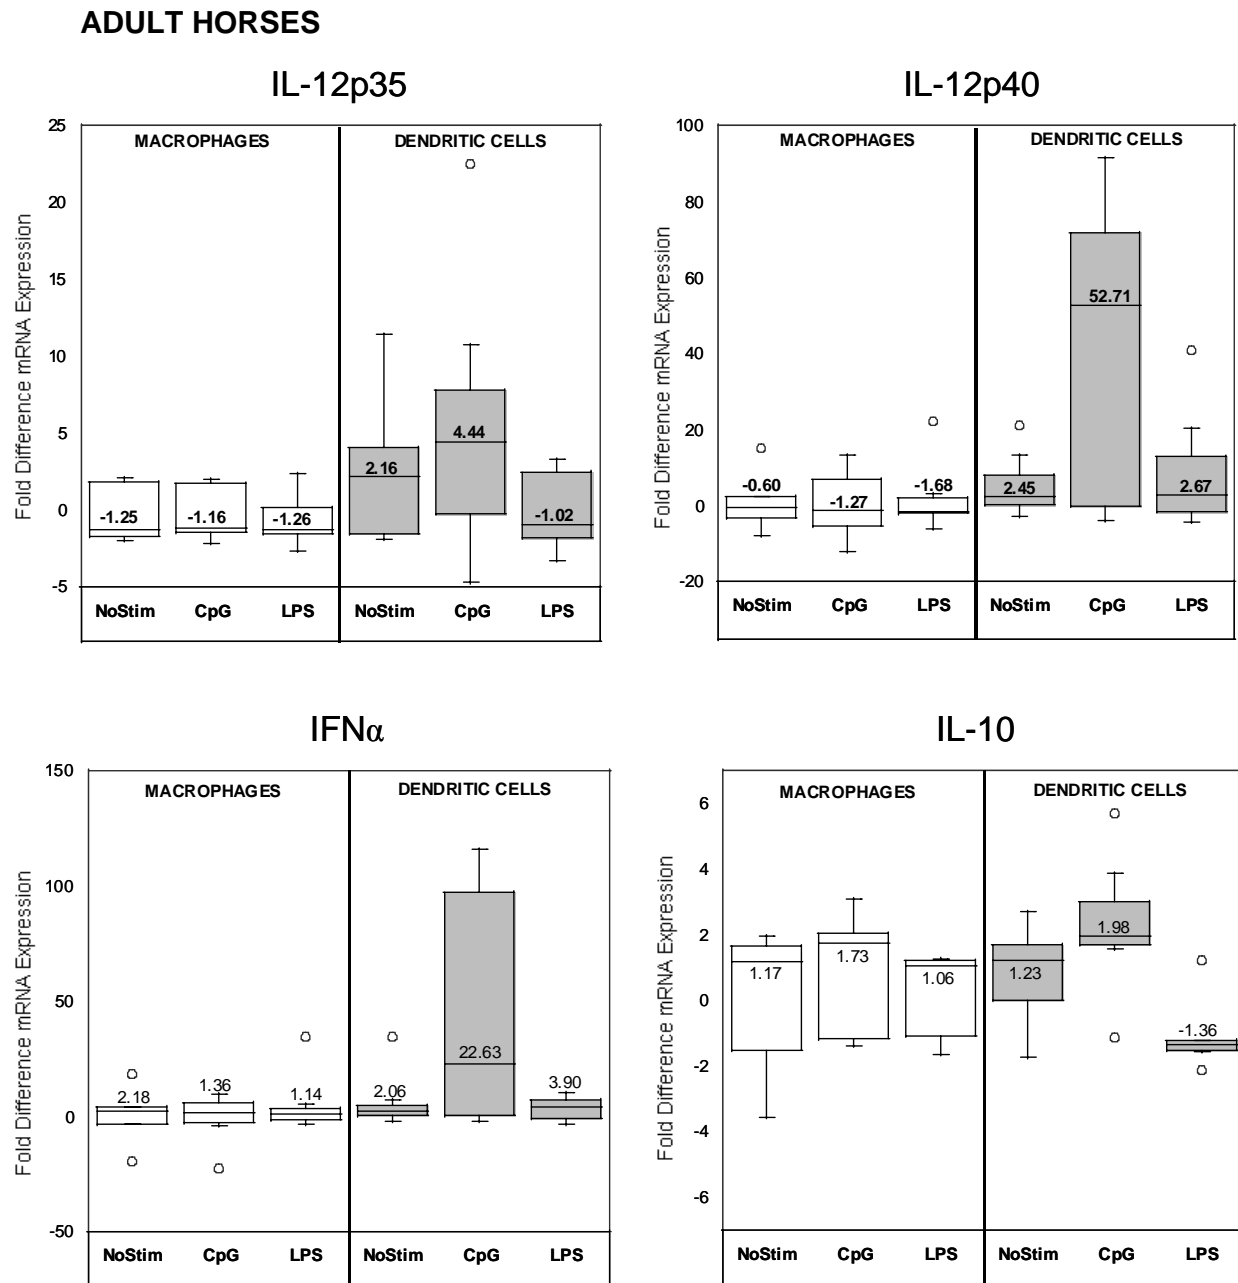 ADULT HORSES
IL-12p35
Fold Difference mRNA Expression
25
20
15
10
5
0
-5
MACROPHAGES
DENDRITIC CELLS
-1.25
-1.16
-1.26
2.16
4.44
-1.02
NoStim CpG LPS NoStim CpG LPS
IL-12p40
Fold Difference mRNA Expression
100
80
60
40
20
0
-20
MACROPHAGES
DENDRITIC CELLS
-0.60
-1.27
-1.68
2.45
52.71
2.67
NoStim CpG LPS NoStim CpG LPS
IFNα
Fold Difference mRNA Expression
150
100
50
0
-50
MACROPHAGES
DENDRITIC CELLS
2.18
1.36
1.14
2.06
22.63
3.90
NoStim CpG LPS NoStim CpG LPS
IL-10
Fold Difference mRNA Expression
6
4
2
0
-2
-4
-6
MACROPHAGES
DENDRITIC CELLS
1.17
1.73
1.06
1.23
1.98
-1.36
NoStim CpG LPS NoStim CpG LPS